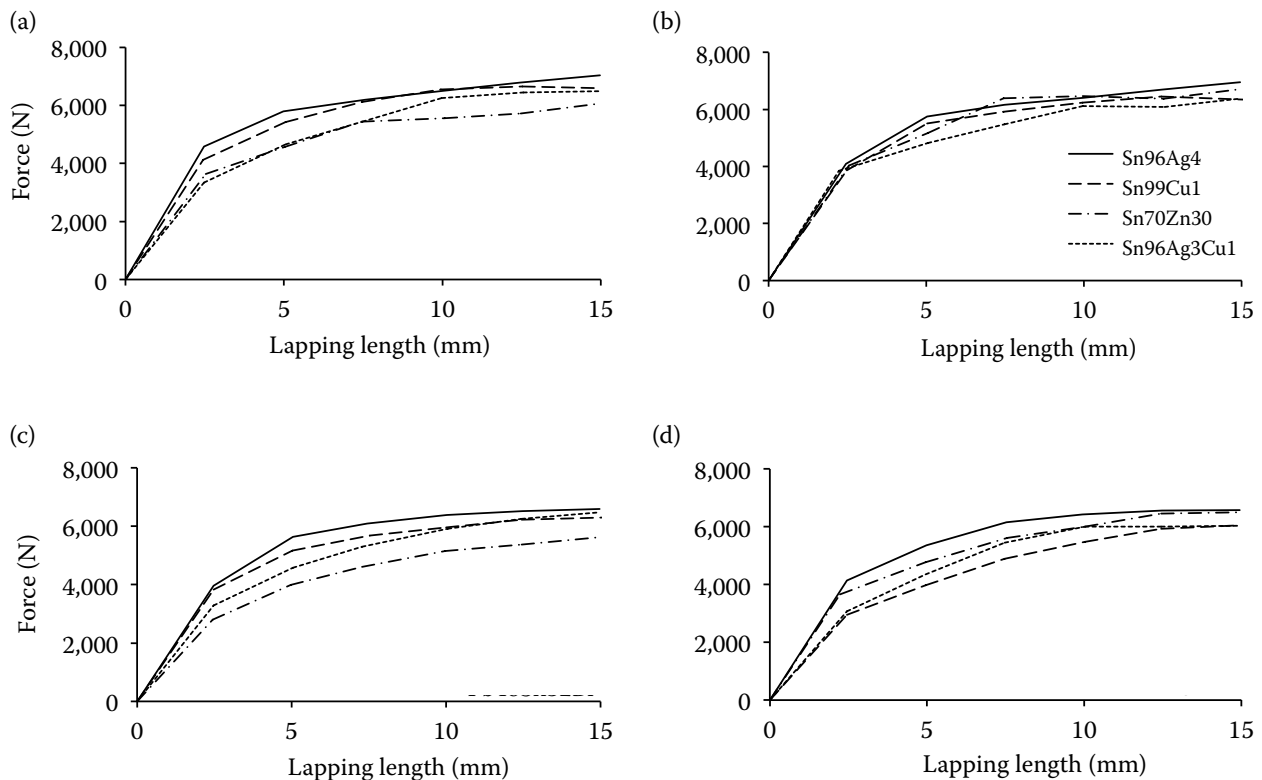 (a)
8,000
6,000
4,000
2,000
0
Force (N)
0 5 10 15
Lapping length (mm)
(b)
8,000
6,000
4,000
2,000
0
Sn96Ag4
Sn99Cu1
Sn70Zn30
Sn96Ag3Cu1
0 5 10 15
Lapping length (mm)
(c)
8,000
6,000
4,000
2,000
0
Force (N)
0 5 10 15
Lapping length (mm)
(d)
8,000
6,000
4,000
2,000
0
0 5 10 15
Lapping length (mm)